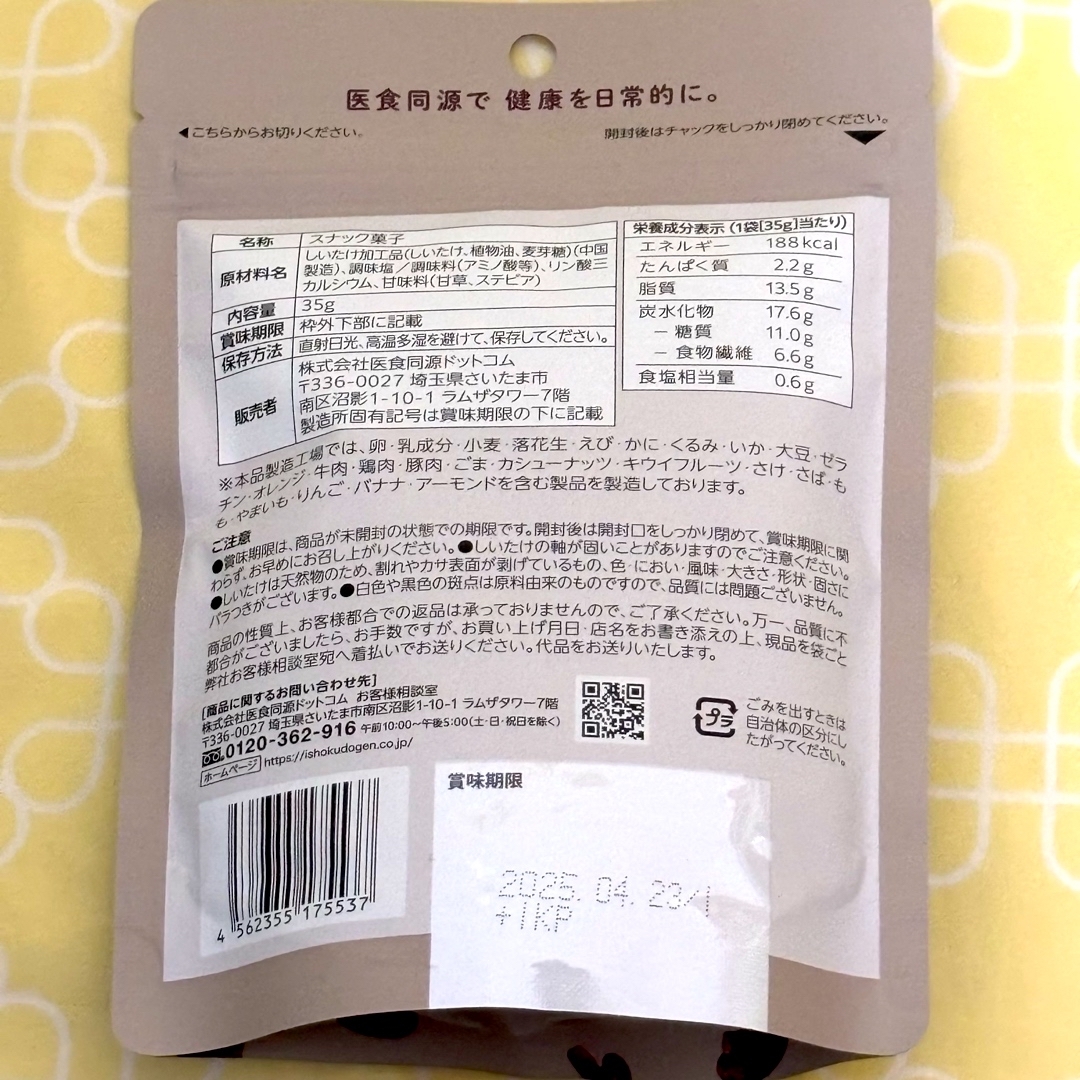 医食同源で 健康を日常的に。
◀こちらからお切りください。
開封後はチャックをしっかり閉めてください。
名称 スナック菓子
原材料名 しいたけ加工品(しいたけ、植物油、麦芽糖)(中国
製造)、調味塩/調味料(アミノ酸等)、リン酸三
カルシウム、甘味料(甘草、ステビア)
内容量 35g
賞味期限 枠外下部に記載
保存方法 直射日光、高温多湿を避けて、保存してください。
販売者 株式会社医食同源ドットコム
〒336-0027 埼玉県さいたま市
南区沼影1-10-1 ラムザタワー7階
製造所固有記号は賞味期限の下に記載
栄養成分表示(1袋[35g]当たり)
エネルギー 188kcal
たんぱく質 2.2g
脂質 13.5g
炭水化物 17.6g
− 糖質 11.0g
− 食物繊維 6.6g
食塩相当量 0.6g
※本品製造工場では、卵・乳成分・小麦・落花生・えび・かに・くるみ・いか・大豆・ゼラ
チン・オレンジ・牛肉・鶏肉・豚肉・ごま・カシューナッツ・キウイフルーツ・さけ・さば・も
も・やまいも・りんご・バナナ・アーモンドを含む製品を製造しております。
ご注意
●賞味期限は、商品が未開封の状態での期限です。開封後は開封口をしっかり閉めて、賞味期限に関
わらず、お早めにお召し上がりください。●しいたけの軸が固いことがありますのでご注意ください。
●しいたけは天然物のため、割れやカサ表面が剥げているもの、色・におい・風味・大きさ・形状・固さに
バラつきがございます。●白色や黒色の斑点は原料由来のものですので、品質には問題ございません。
商品の性質上、お客様都合での返品は承っておりませんので、ご了承ください。万一、品質に不
都合がございましたら、お手数ですが、お買い上げ月日・店名をお書き添えの上、現品を袋ごと
弊社お客様相談室宛へ着払いでお送りください。代品をお送りいたします。
[商品に関するお問い合わせ先]
株式会社医食同源ドットコム お客様相談室
〒336-0027 埼玉県さいたま市南区沼影1-10-1 ラムザタワー7階
0120-362-916 午前10:00〜午後5:00(土・日・祝日を除く)
ホームページ https://ishokudogen.co.jp/
プラ
ごみを出すときは
自治体の区分にし
たがってください。
4 562355 175537
賞味期限
2025.04.23/1
+1KP